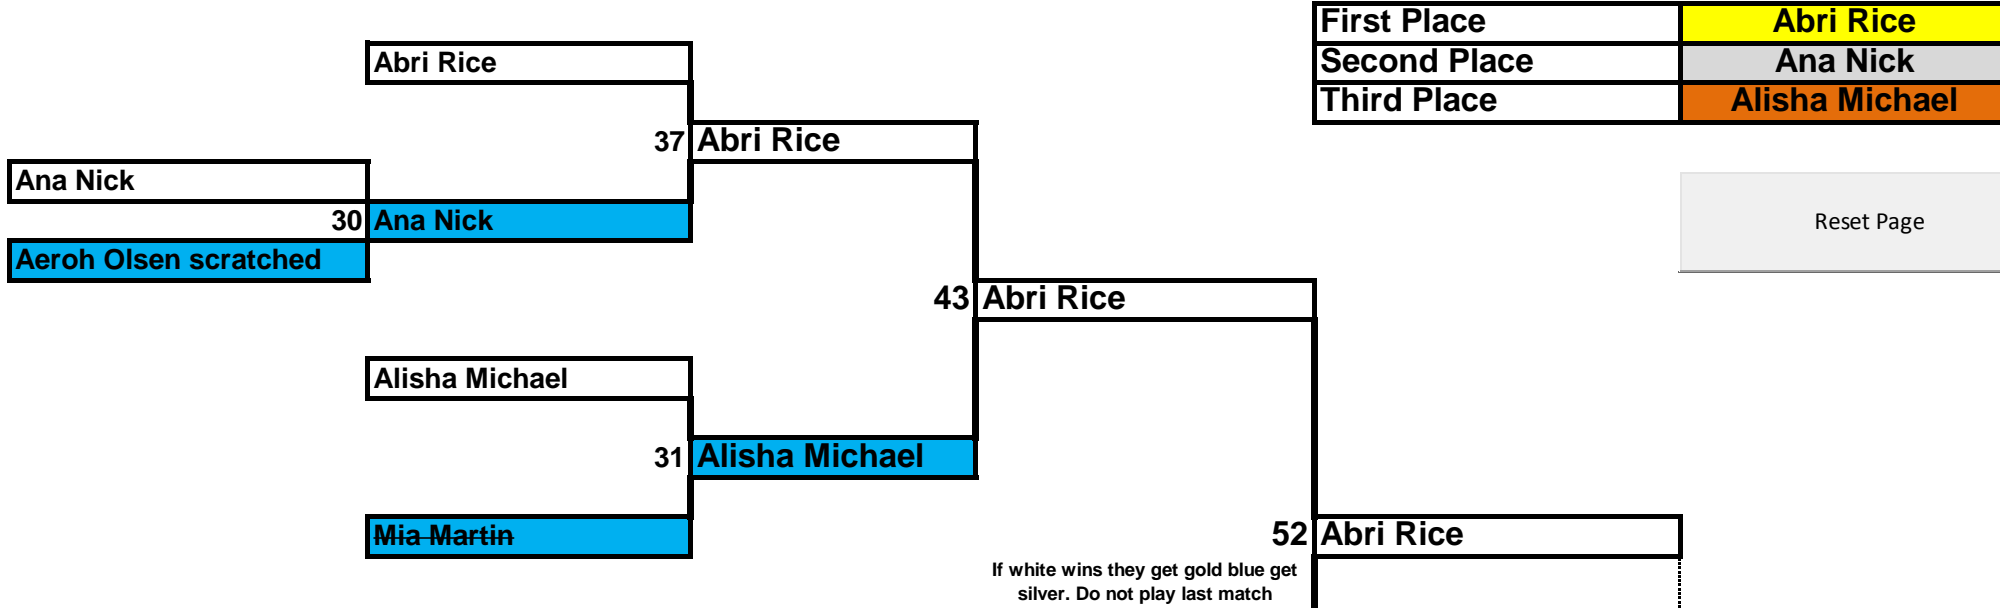 First Place Abri Rice
Abri Rice
Second Place Ana Nick
Third Place Alisha Michael
37 Abri Rice
Ana Nick
30 Ana Nick
Reset Page
Aeroh Olsen scratched
43 Abri Rice
Alisha Michael
31 Alisha Michael
Mia Martin
52 Abri Rice
If white wins they get gold blue get
silver. Do not play last match